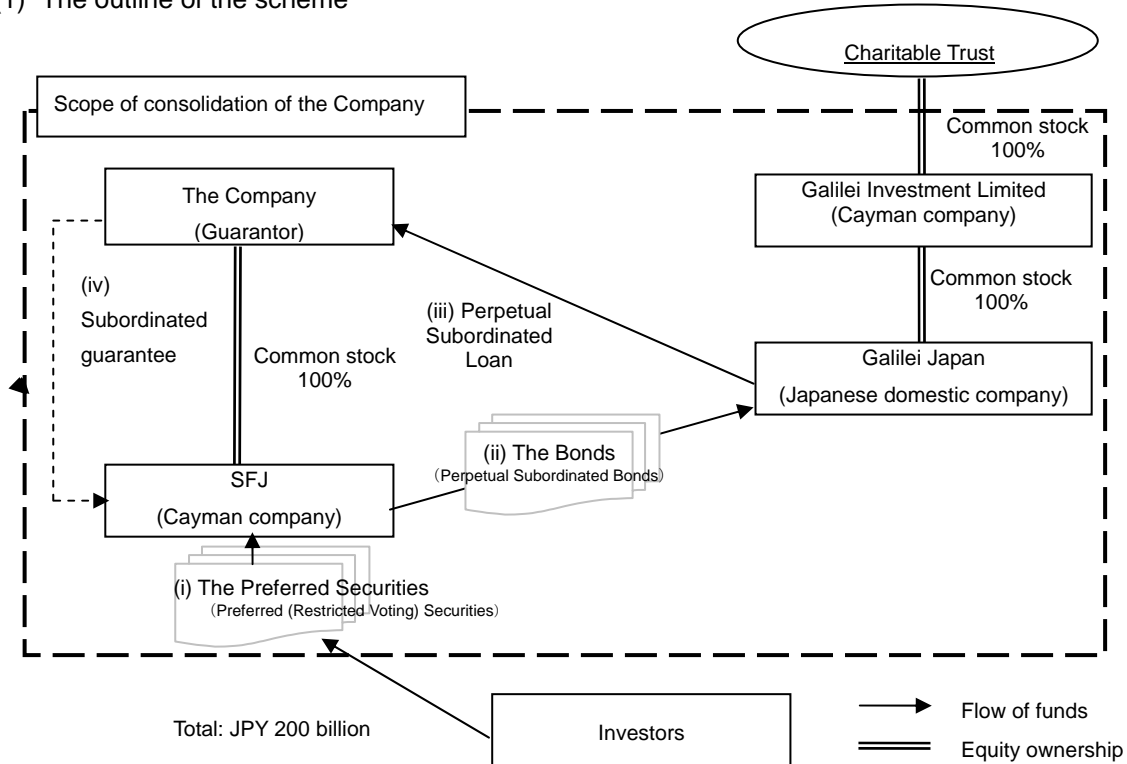 (1) The outline of the scheme
Charitable Trust
Scope of consolidation of the Company
Common stock
100%
The Company
(Guarantor)
Galilei Investment Limited
(Cayman company)
(iv)
Subordinated
guarantee
Common stock
100%
(iii) Perpetual
Subordinated
Loan
Common stock
100%
Galilei Japan
(Japanese domestic company)
(ii) The Bonds
(Perpetual Subordinated Bonds)
SFJ
(Cayman company)
(i) The Preferred Securities
(Preferred (Restricted Voting) Securities)
Total: JPY 200 billion
Investors
Flow of funds
Equity ownership